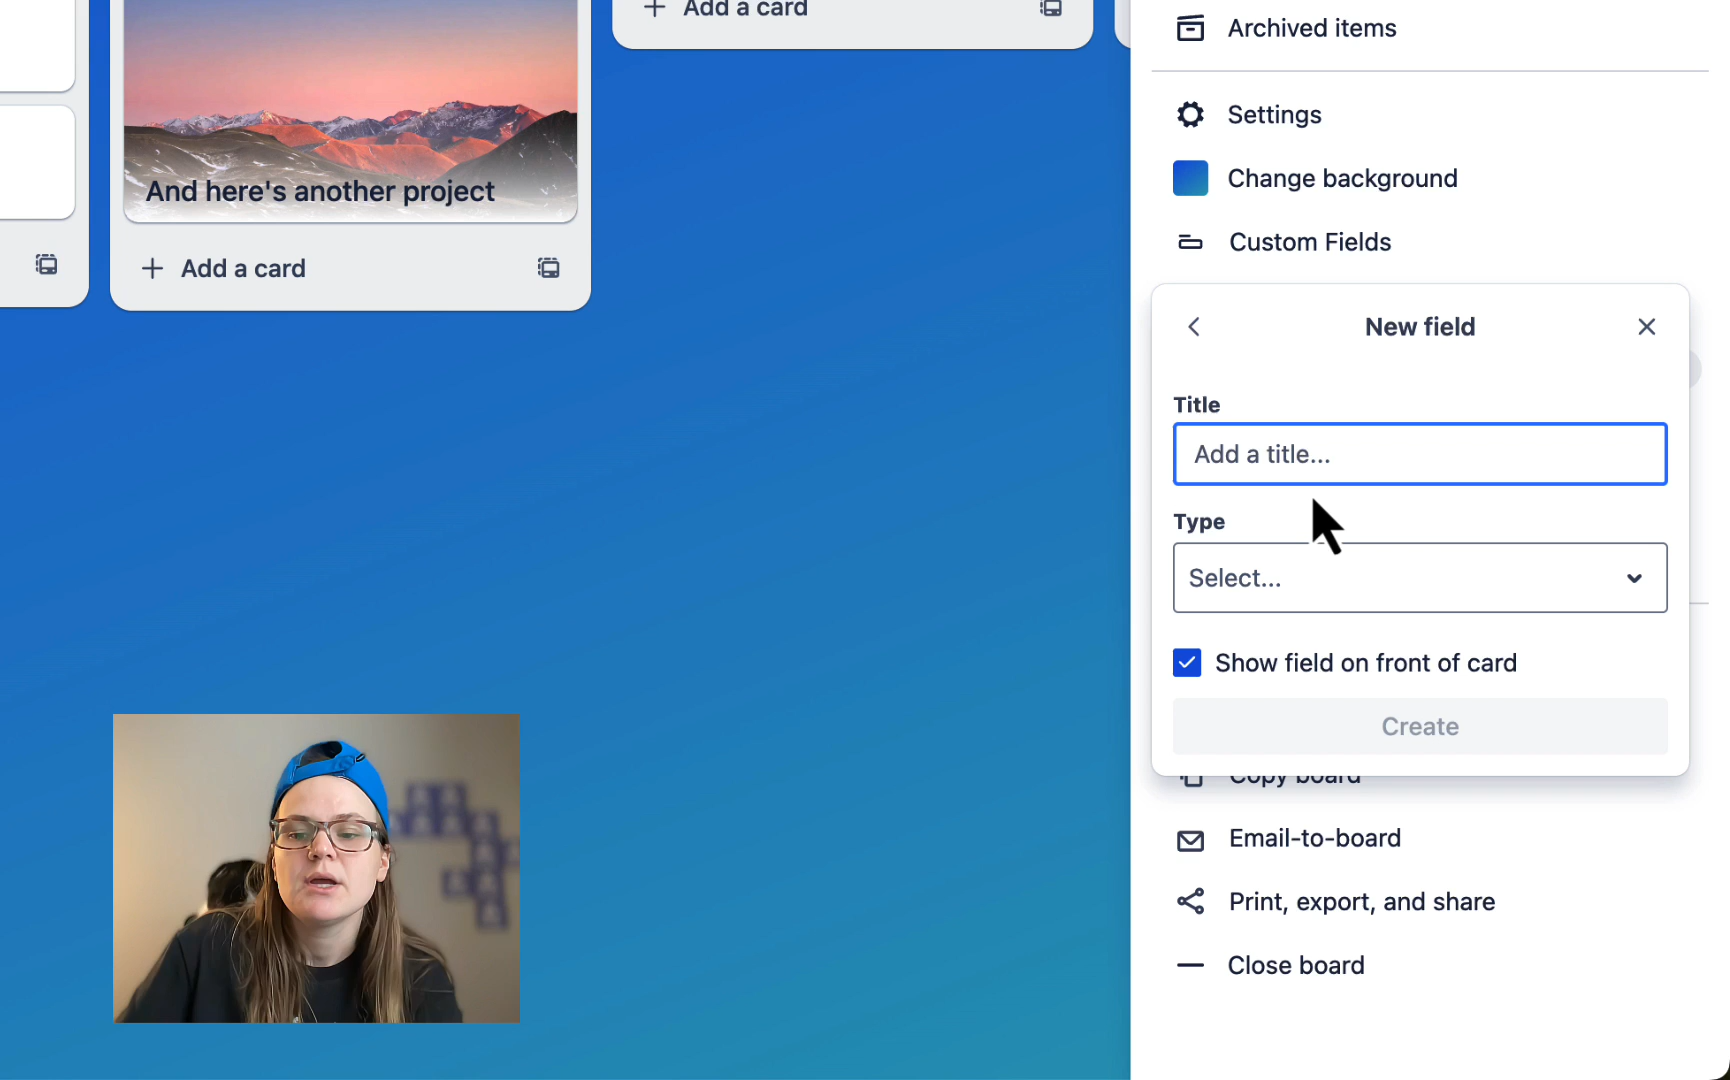 Add a card
And here's another project
Add a card
Archived items
Settings
Change background
Custom Fields
New field
Title
Add a title...
Type
Select...
Show field on front of card
Create
Copy board
Email-to-board
Print, export, and share
Close board